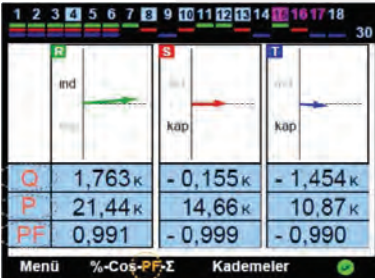 1 2 3 4 5 6 7 8 9 10 11 12 13 14 15 16 17 18
30
R S T
ind
kap
kap
Q 1,763K - 0,155K - 1,454K
P 21,44K 14,66K 10,87K
PF 0,991 - 0,999 - 0,990
Menü %-Cos-PF-Σ Kademeler